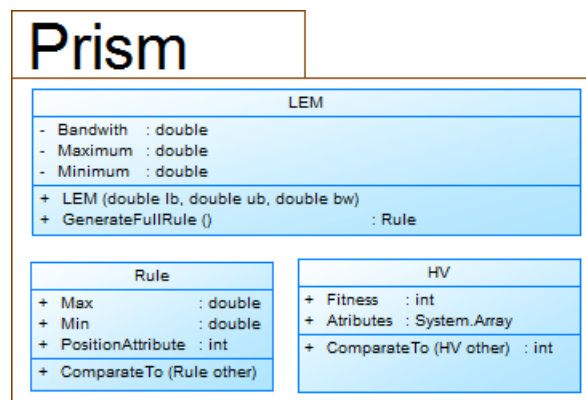 Prism
LEM
- Bandwith : double
- Maximum : double
- Minimum : double
+ LEM (double lb, double ub, double bw)
+ GenerateFullRule () : Rule
Rule
+ Max : double
+ Min : double
+ PositionAttribute : int
+ ComparateTo (Rule other)
HV
+ Fitness : int
+ Atributes : System.Array
+ ComparateTo (HV other) : int